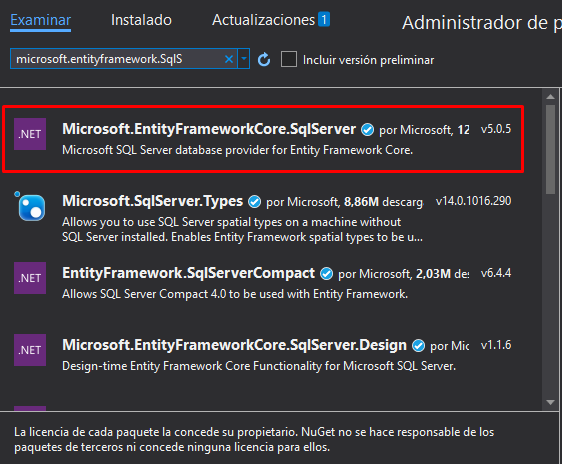 Examinar Instalado Actualizaciones 1 Administrador de p
microsoft.entityframework.SqlS Incluir versión preliminar
.NET Microsoft.EntityFrameworkCore.SqlServer por Microsoft, 12 v5.0.5
Microsoft SQL Server database provider for Entity Framework Core.
Microsoft.SqlServer.Types por Microsoft, 8,86M descarg v14.0.1016.290
Allows you to use SQL Server spatial types on a machine without
SQL Server installed. Enables Entity Framework spatial types to be u...
.NET EntityFramework.SqlServerCompact por Microsoft, 2,03M de: v6.4.4
Allows SQL Server Compact 4.0 to be used with Entity Framework.
.NET Microsoft.EntityFrameworkCore.SqlServer.Design por Mic v1.1.6
Design-time Entity Framework Core Functionality for Microsoft SQL Server.
La licencia de cada paquete la concede su propietario. NuGet no se hace responsable de los
paquetes de terceros ni concede ninguna licencia para ellos.